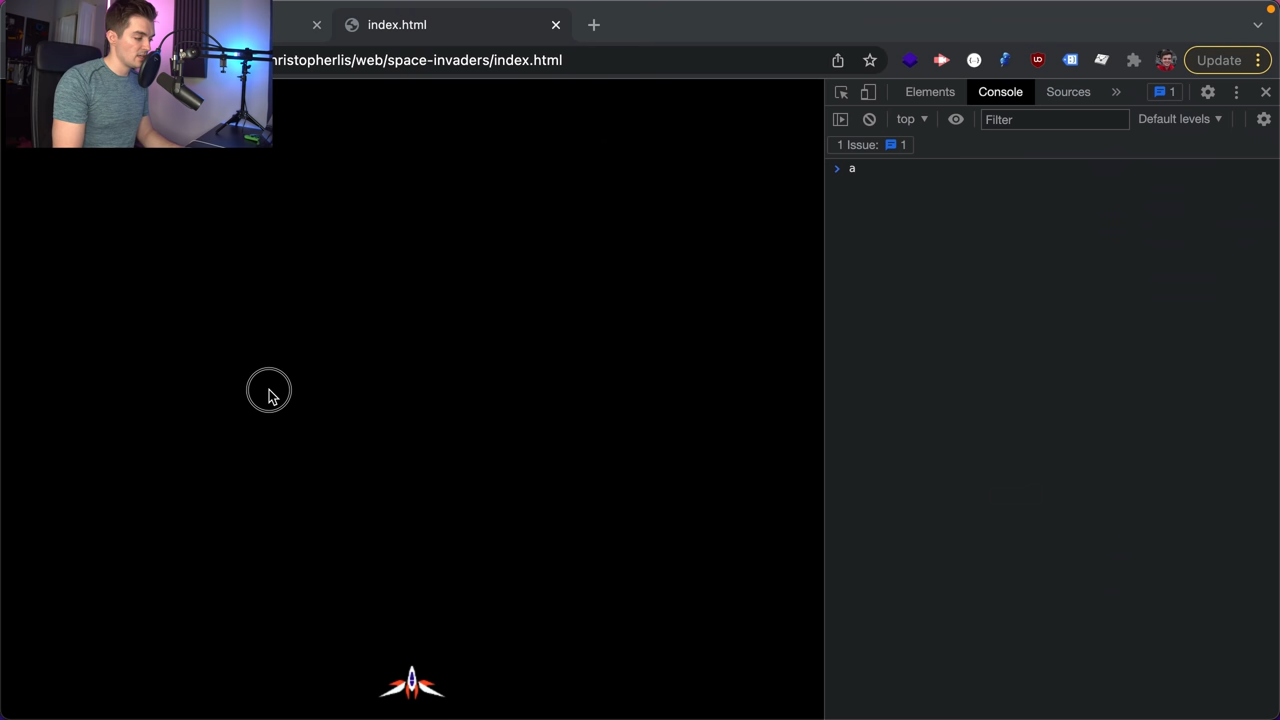 index.html
hristopherlis/web/space-invaders/index.html
Update
Elements
Console
Sources
1
top
Filter
Default levels
1 Issue:
1
a